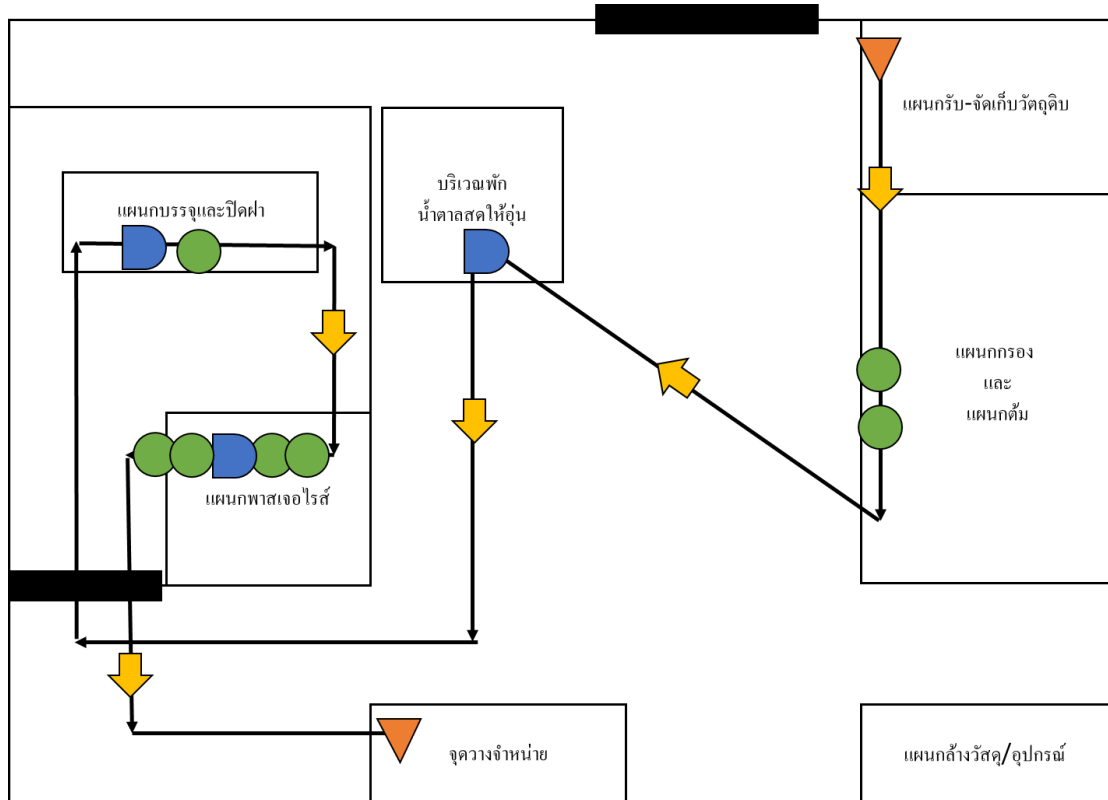 แผนกรับ-จัดเก็บวัตถุดิบ
บริเวณพัก
น้ำตาลสดให้อุ่น
แผนกบรรจุและปิดฝา
แผนกกรอง
และ
แผนกต้ม
แผนกพาสเจอไรส์
จุดวางจำหน่าย
แผนกล้างวัสดุ/อุปกรณ์